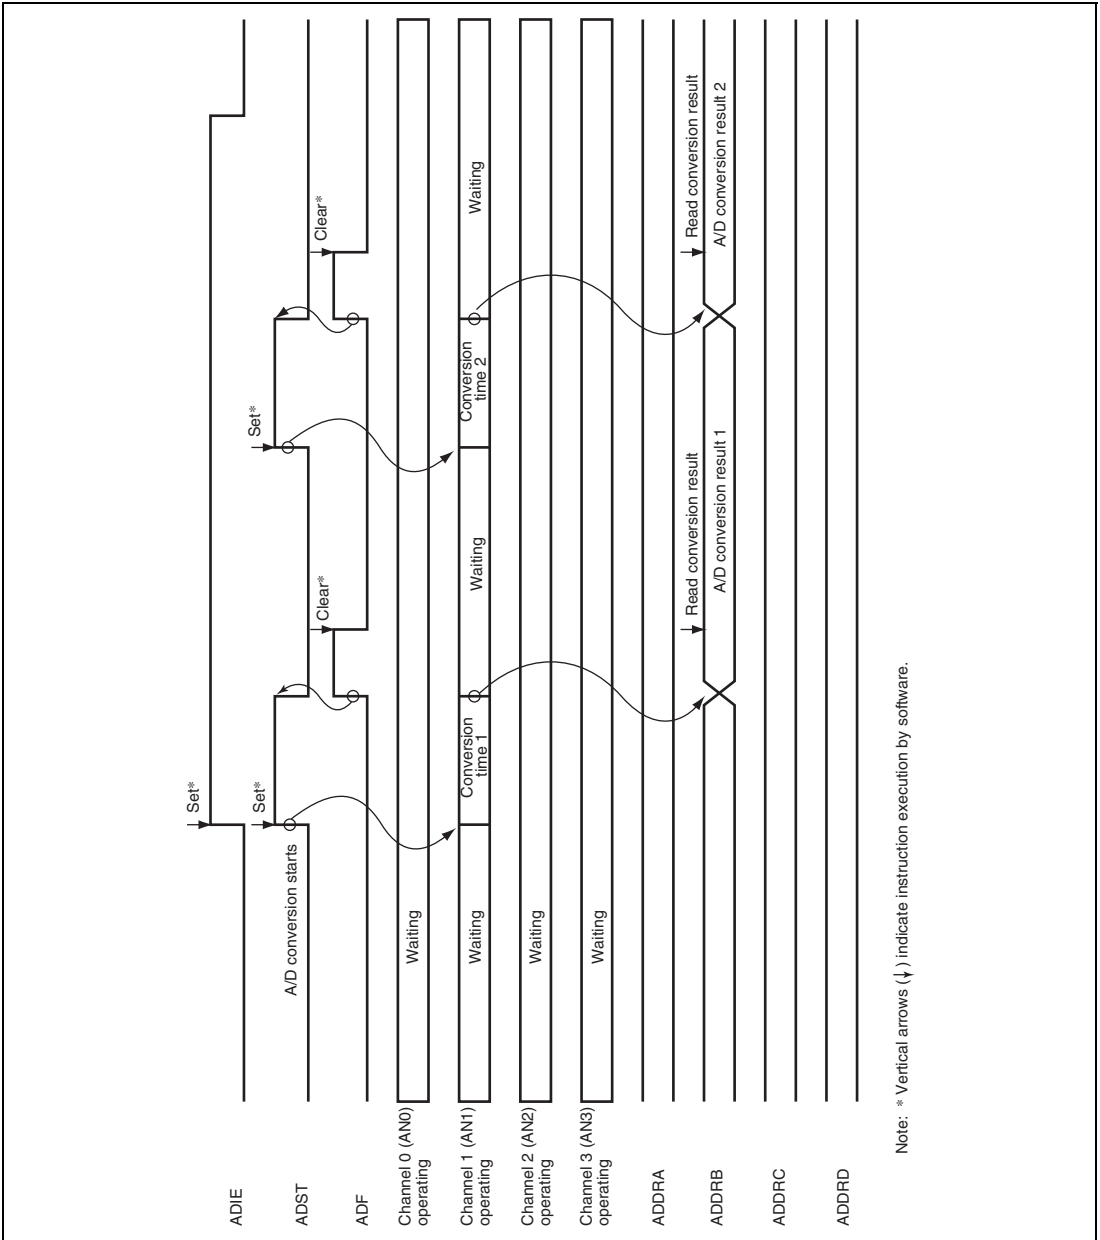 ADIE
Set*
ADST
A/D conversion starts
Set*
Set*
ADF
Clear*
Clear*
Channel 0 (AN0)
operating
Waiting
Channel 1 (AN1)
operating
Waiting
Conversion
time 1
Waiting
Conversion
time 2
Waiting
Channel 2 (AN2)
operating
Waiting
Channel 3 (AN3)
operating
Waiting
ADDRA
ADDRB
Read conversion result
A/D conversion result 1
Read conversion result
A/D conversion result 2
ADDRC
ADDRD
Note: * Vertical arrows (↓) indicate instruction execution by software.